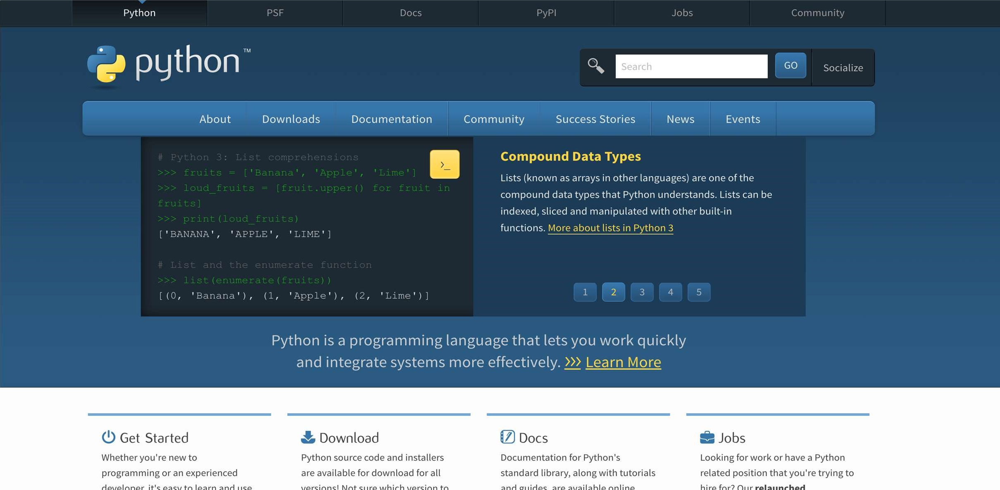 Python
PSF
Docs
PyPI
Jobs
Community
python™
Search
GO
Socialize
About
Downloads
Documentation
Community
Success Stories
News
Events
# Python 3: List comprehensions
>>> fruits = ['Banana', 'Apple', 'Lime']
>>> loud_fruits = [fruit.upper() for fruit in
fruits]
>>> print(loud_fruits)
['BANANA', 'APPLE', 'LIME']
# List and the enumerate function
>>> list(enumerate(fruits))
[(0, 'Banana'), (1, 'Apple'), (2, 'Lime')]
>_
Compound Data Types
Lists (known as arrays in other languages) are one of the
compound data types that Python understands. Lists can be
indexed, sliced and manipulated with other built-in
functions. More about lists in Python 3
1
2
3
4
5
Python is a programming language that lets you work quickly
and integrate systems more effectively. >>> Learn More
Get Started
Whether you're new to
programming or an experienced
developer, it's easy to learn and use
Download
Python source code and installers
are available for download for all
versions! Not sure which version to
Docs
Documentation for Python's
standard library, along with tutorials
and guides, are available online.
Jobs
Looking for work or have a Python
related position that you're trying to
hire for? Our relaunched